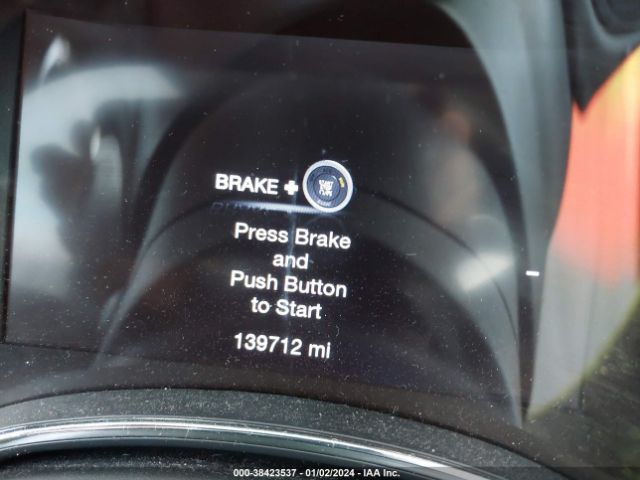 BRAKE +
Press Brake
and
Push Button
to Start
139712 mi
000-38423537 - 01/02/2024 - IAA Inc.